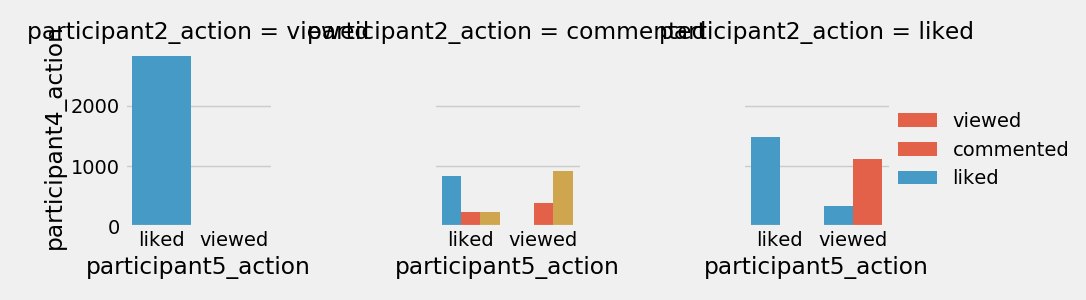 participant2_action = viewed
participant2_action = commented
participant2_action = liked
participant4_action
2000
1000
0
liked viewed
liked viewed
liked viewed
participant5_action
participant5_action
participant5_action
viewed
commented
liked